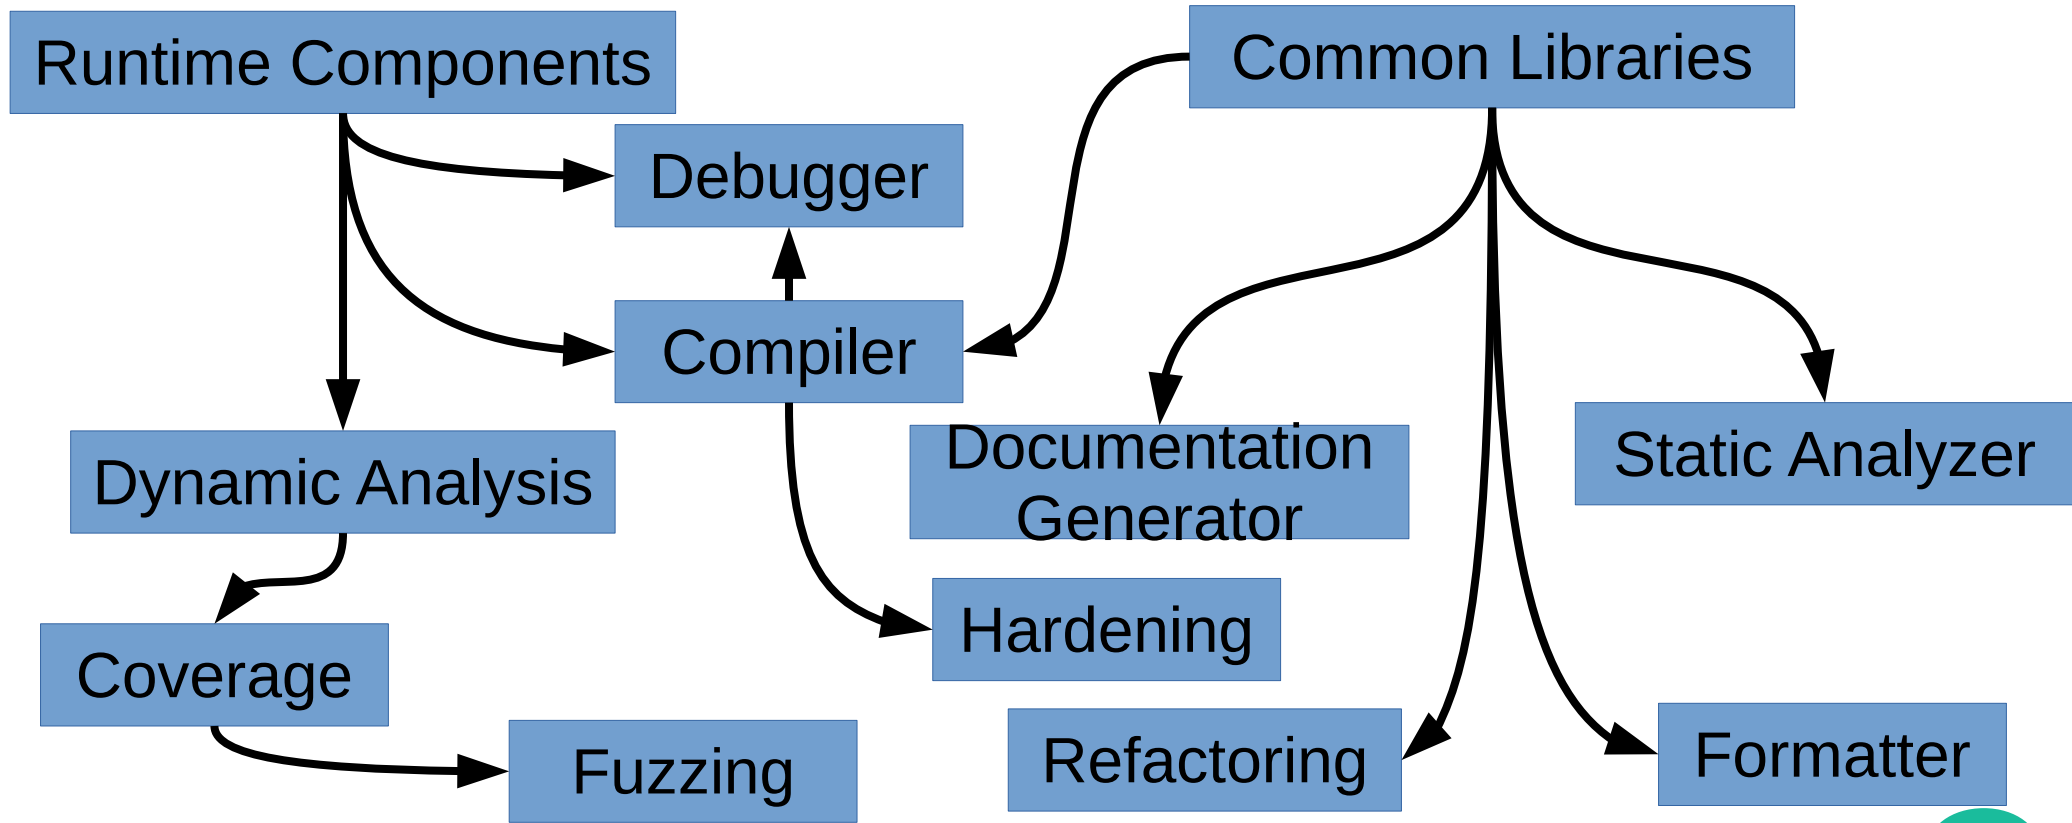 Runtime Components
Common Libraries
Debugger
Compiler
Documentation
Generator
Static Analyzer
Dynamic Analysis
Hardening
Coverage
Refactoring
Formatter
Fuzzing